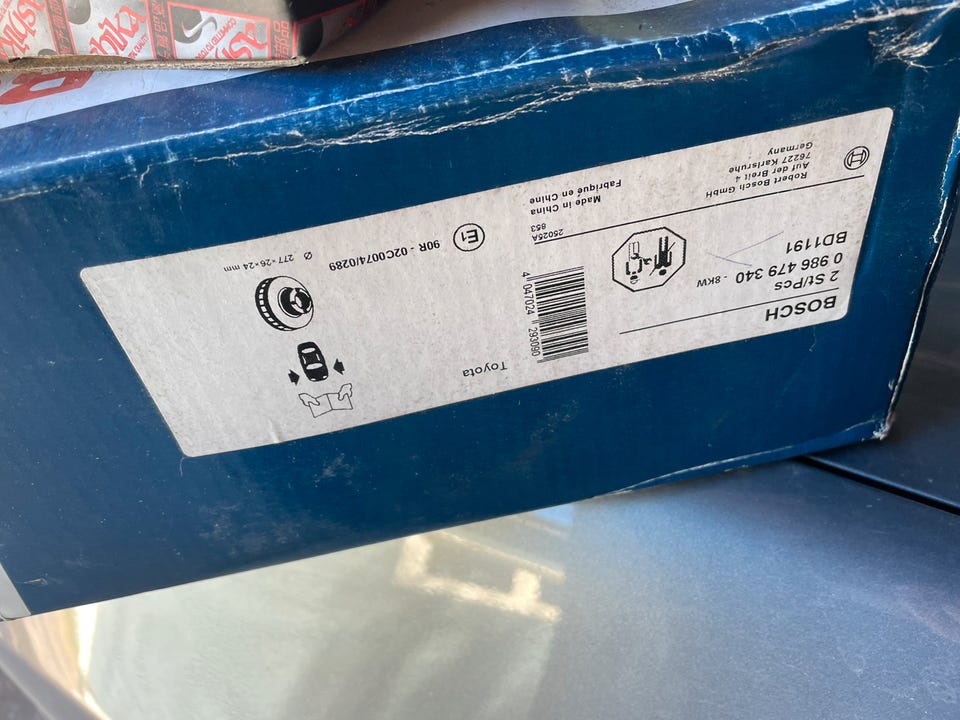 BOSCH
2 St/Pcs
0 986 479 340 - 8KW
BD1191
Robert Bosch GmbH
Auf der Breit 4
76227 Karlsruhe
Germany
25025A
853
Made in China
Fabriqué en Chine
4 047024 293090
Toyota
E1
90R - 02C0074/0289
Ø 277×26×24 mm